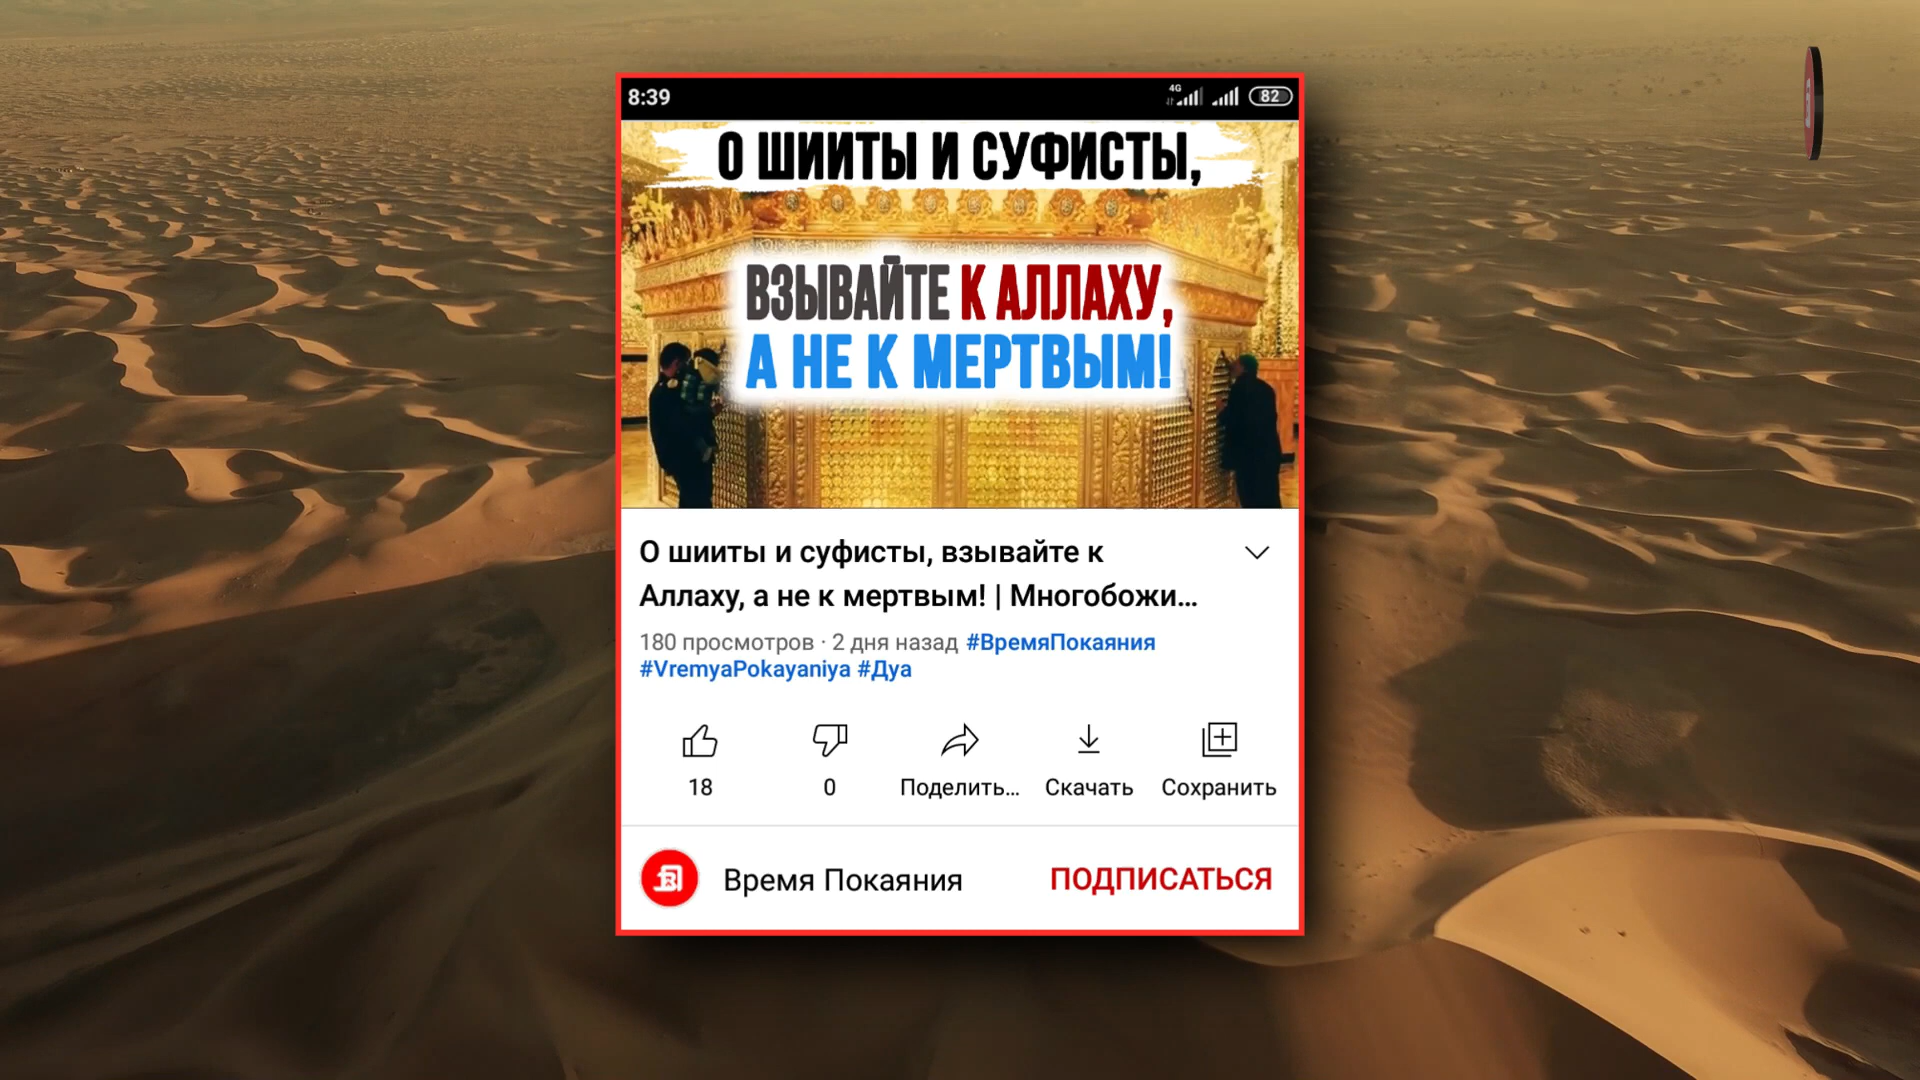 8:39
4G
82
О ШИИТЫ И СУФИСТЫ,
ВЗЫВАЙТЕ К АЛЛАХУ,
А НЕ К МЕРТВЫМ!
О шииты и суфисты, взывайте к
Аллаху, а не к мертвым! | Многобожи...
180 просмотров · 2 дня назад #ВремяПокаяния
#VremyaPokayaniya #Дуа
18
0
Поделить...
Скачать
Сохранить
Время Покаяния
ПОДПИСАТЬСЯ